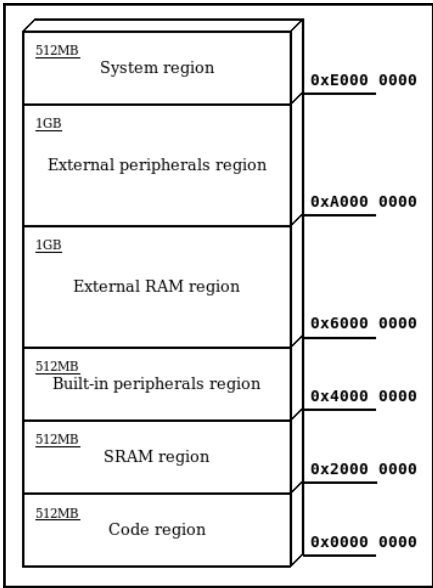 512MB
System region
0xE000 0000
1GB
External peripherals region
0xA000 0000
1GB
External RAM region
0x6000 0000
512MB
Built-in peripherals region
0x4000 0000
512MB
SRAM region
0x2000 0000
512MB
Code region
0x0000 0000